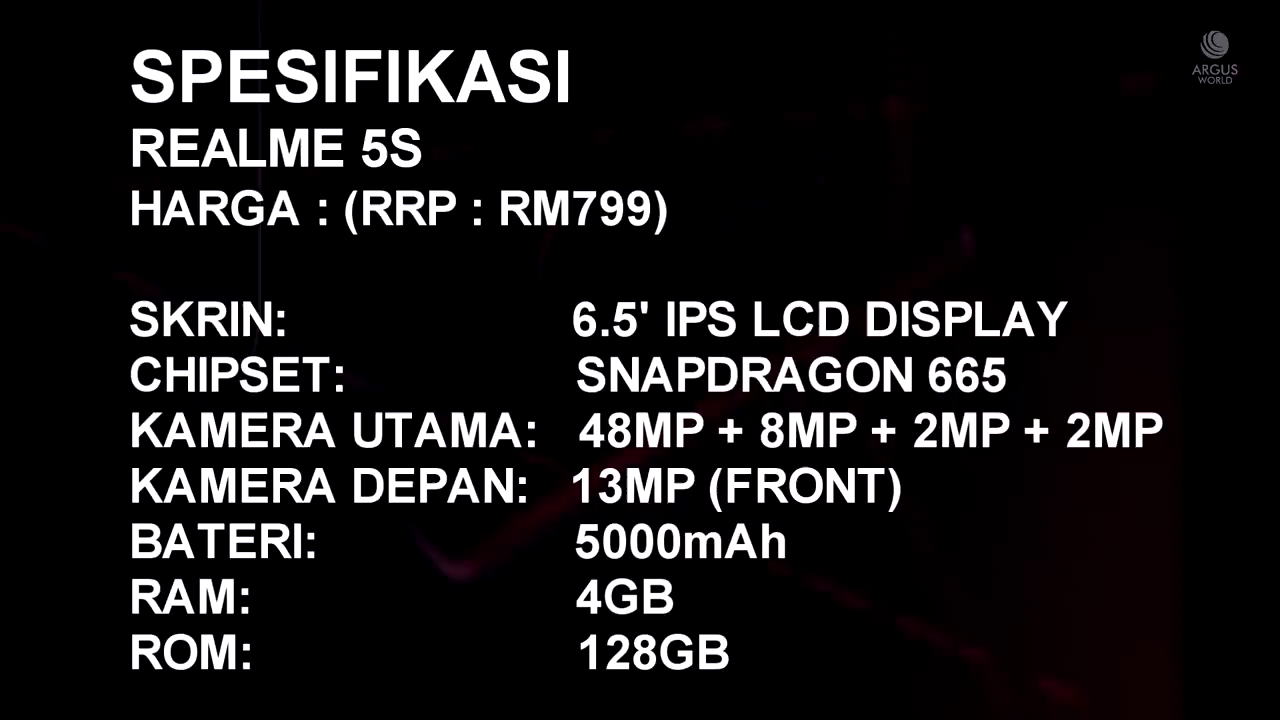 SPESIFIKASI
REALME 5S
HARGA : (RRP : RM799)
SKRIN: 6.5' IPS LCD DISPLAY
CHIPSET: SNAPDRAGON 665
KAMERA UTAMA: 48MP + 8MP + 2MP + 2MP
KAMERA DEPAN: 13MP (FRONT)
BATERI: 5000mAh
RAM: 4GB
ROM: 128GB
ARGUS
WORLD